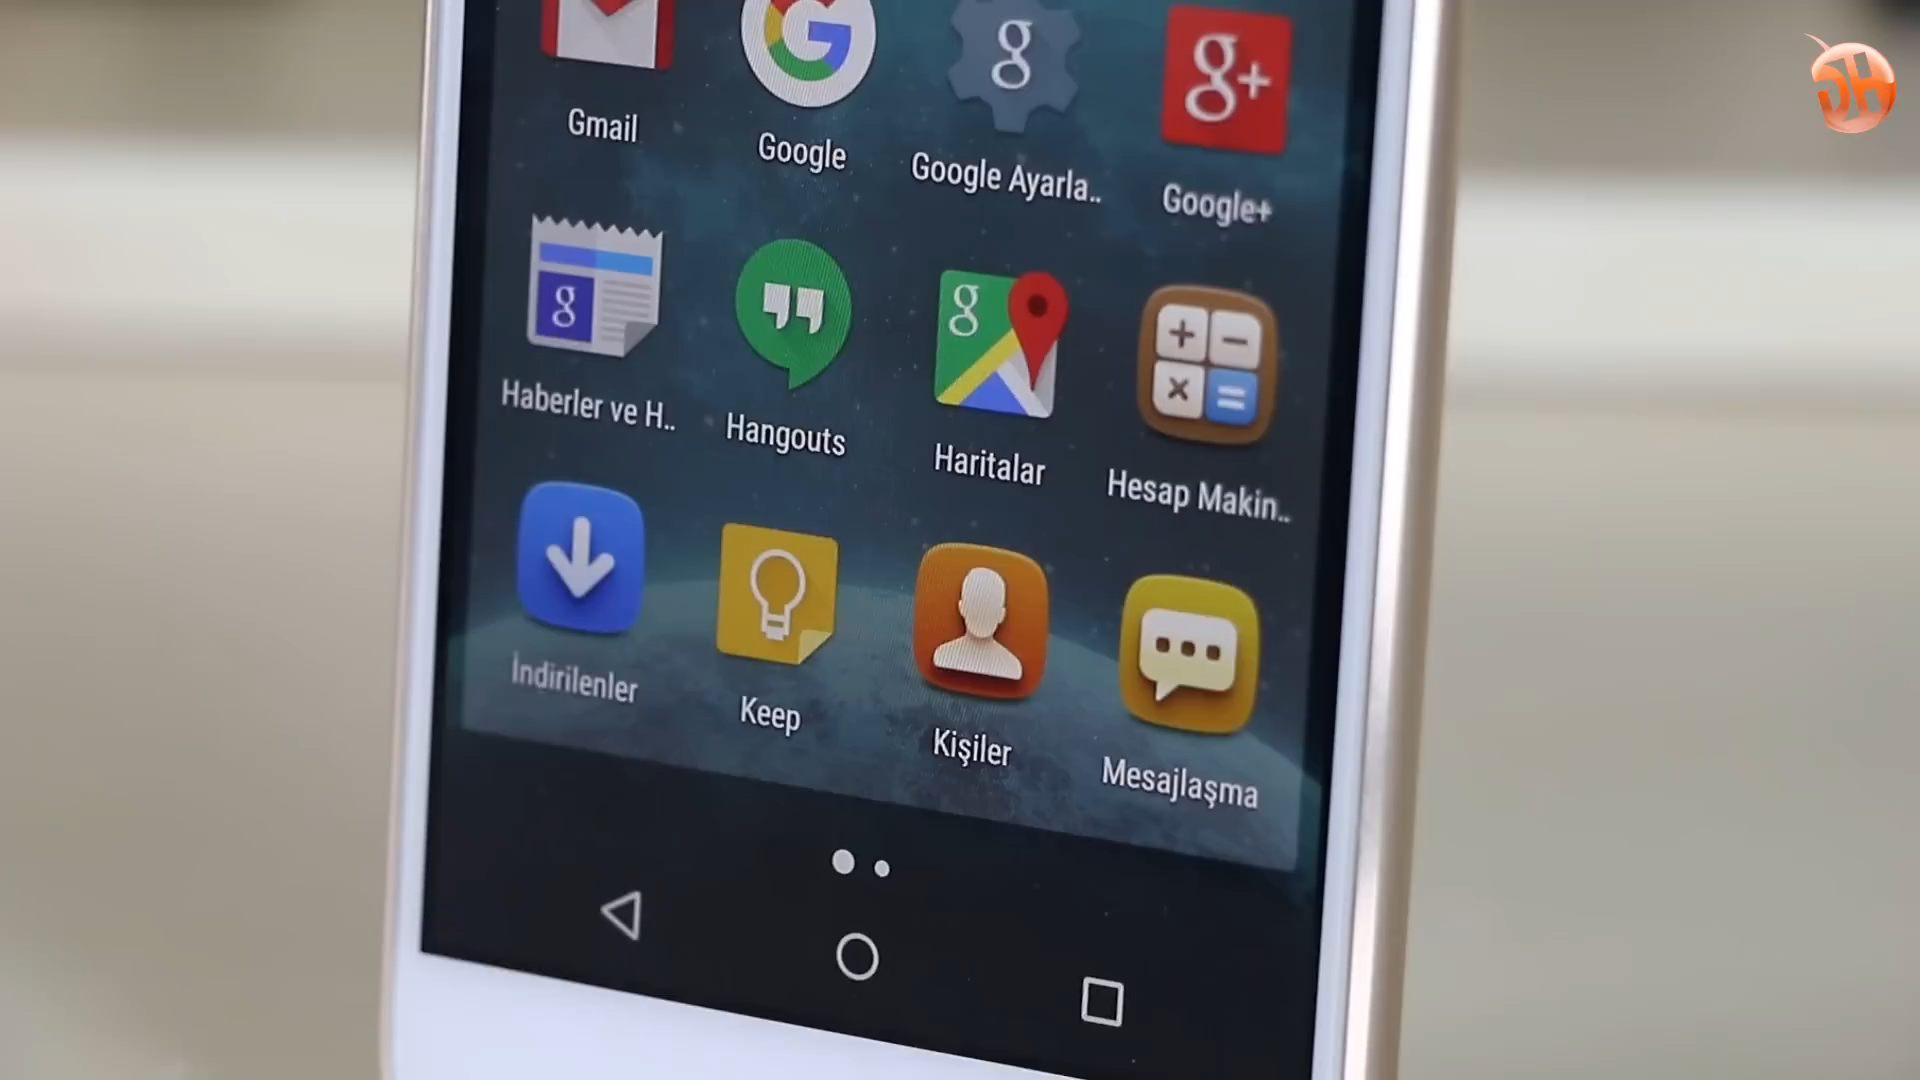 Gmail
Google
Google Ayarla..
Google+
Haberler ve H..
Hangouts
Haritalar
Hesap Makin..
İndirilenler
Keep
Kişiler
Mesajlaşma